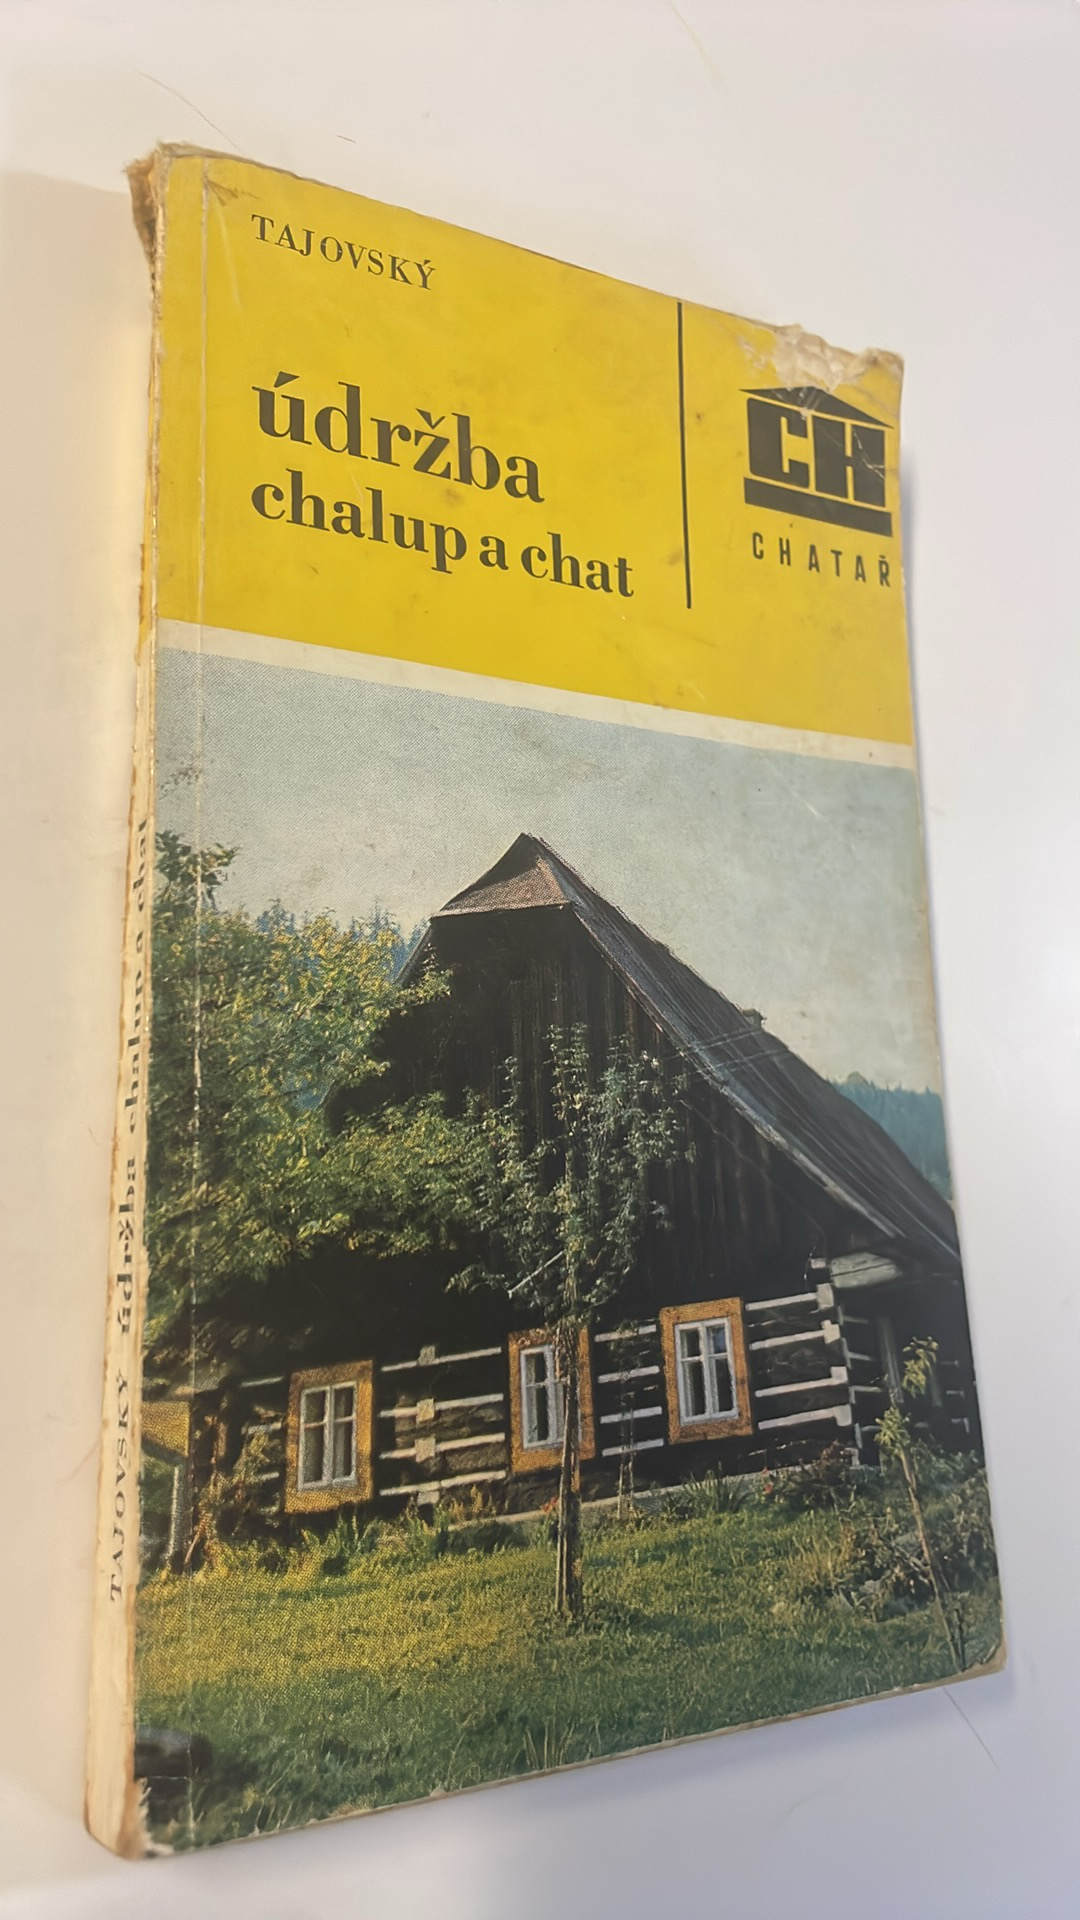 TAJOVSKÝ
údržba
chalup a chat
CH
CHATAŘ
TAJOVSKÝ údržba chalup a chat